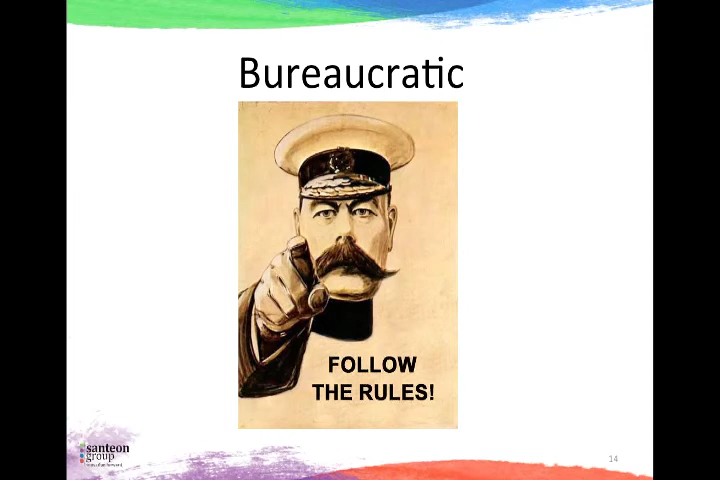 Bureaucratic
FOLLOW
THE RULES!
santeon
group
14